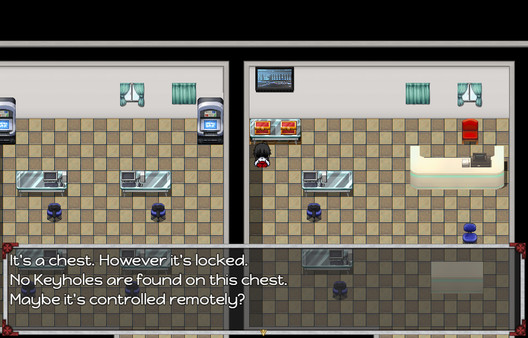 It's a chest. However it's locked.
No Keyholes are found on this chest.
Maybe it's controlled remotely?